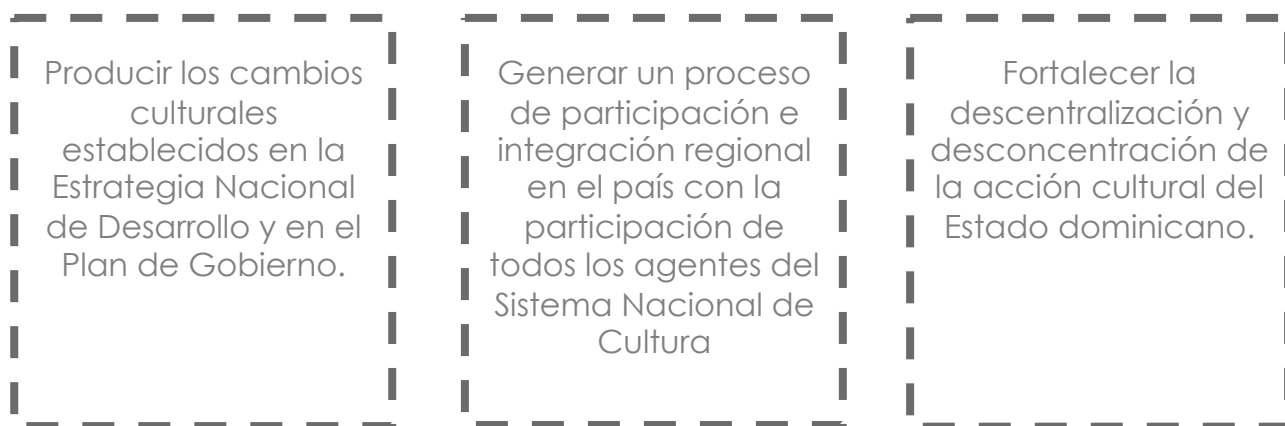 Producir los cambios
culturales
establecidos en la
Estrategia Nacional
de Desarrollo y en el
Plan de Gobierno.
Generar un proceso
de participación e
integración regional
en el país con la
participación de
todos los agentes del
Sistema Nacional de
Cultura
Fortalecer la
descentralización y
desconcentración de
la acción cultural del
Estado dominicano.